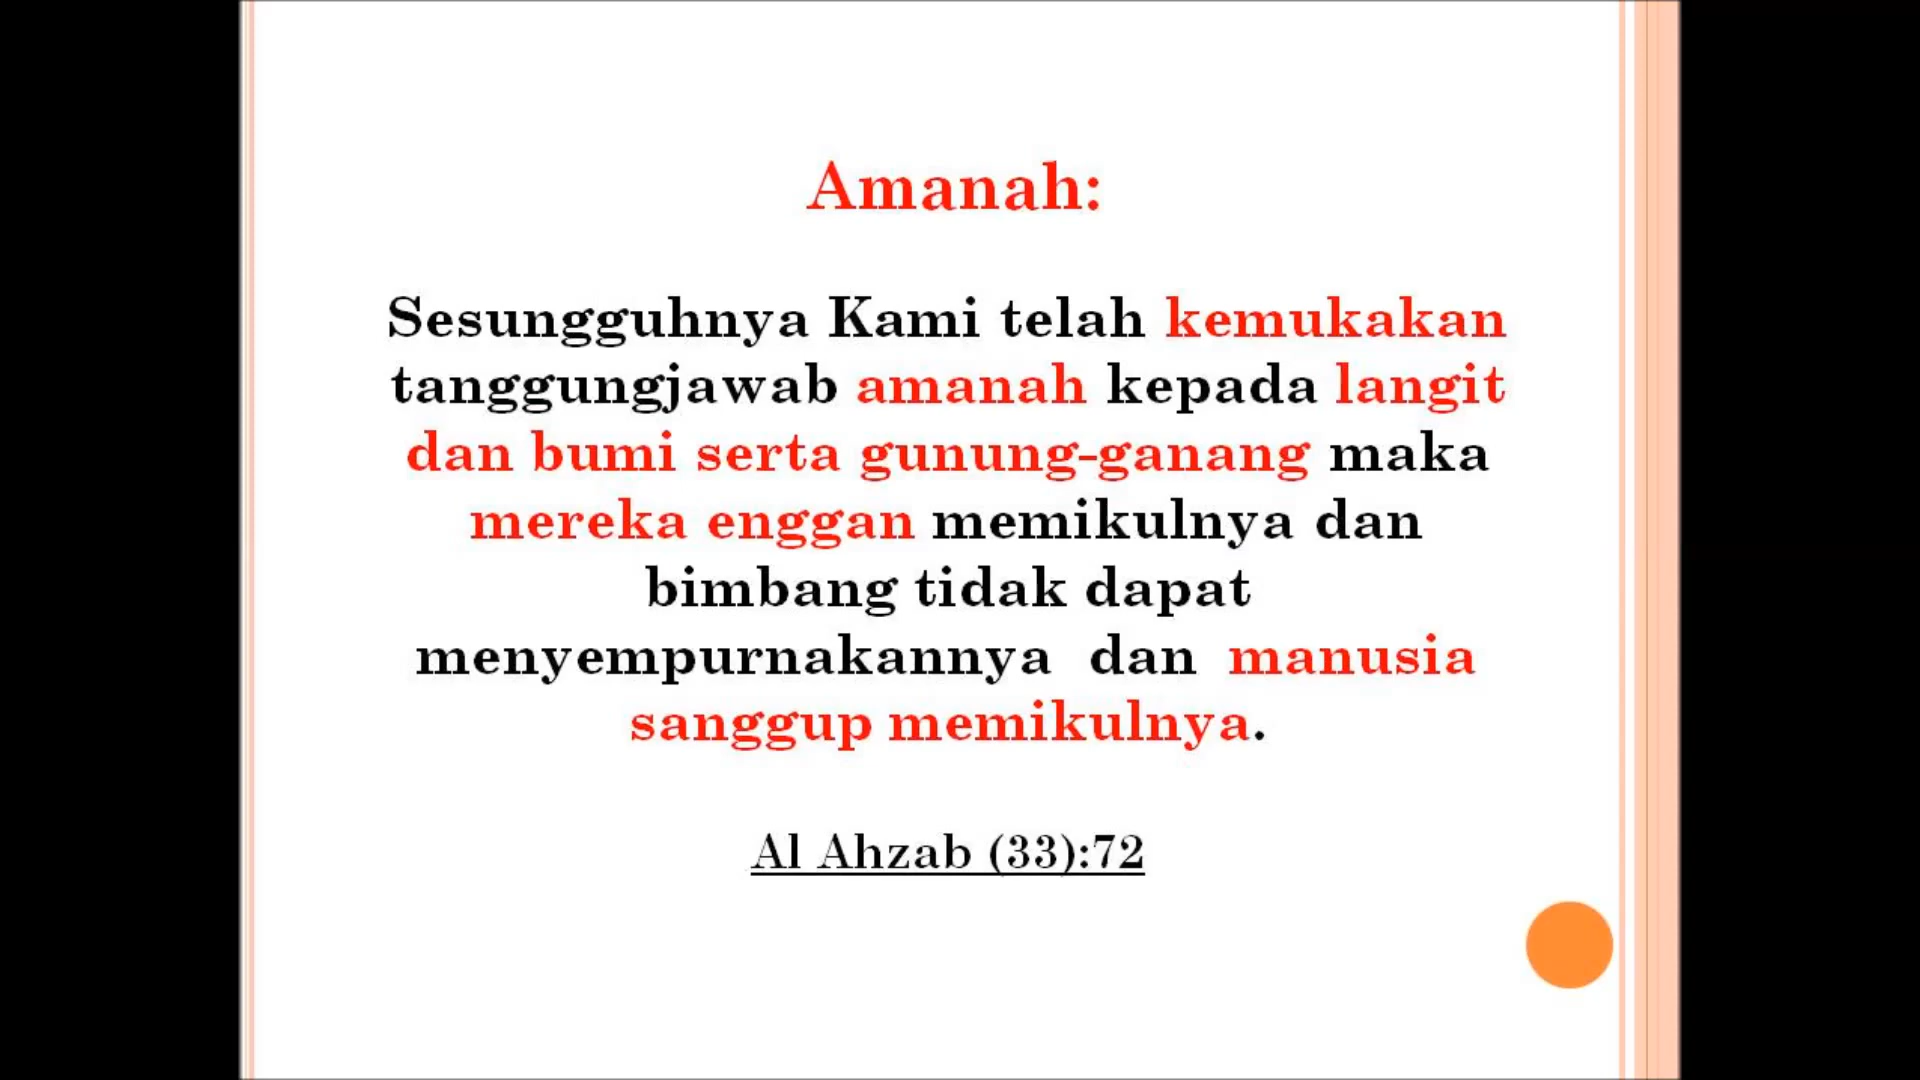 Amanah:
Sesungguhnya Kami telah kemukakan
tanggungjawab amanah kepada langit
dan bumi serta gunung-ganang maka
mereka enggan memikulnya dan
bimbang tidak dapat
menyempurnakannya dan manusia
sanggup memikulnya.
Al Ahzab (33):72